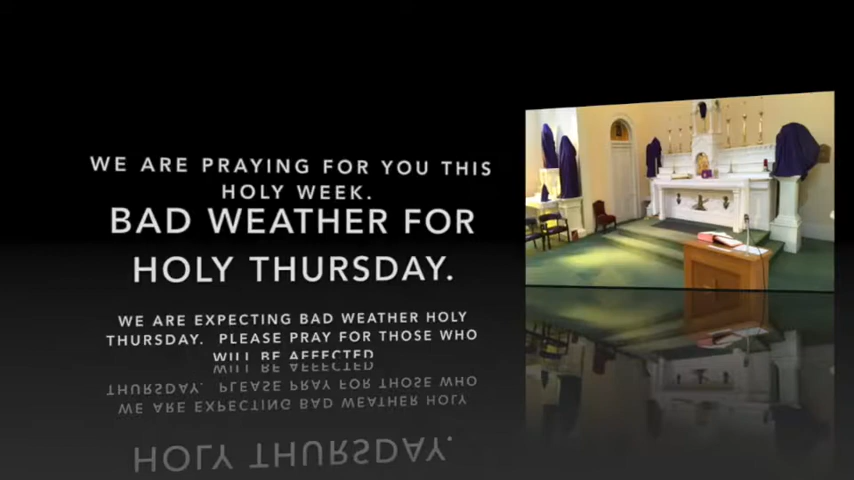 WE ARE PRAYING FOR YOU THIS
HOLY WEEK.
BAD WEATHER FOR
HOLY THURSDAY.
WE ARE EXPECTING BAD WEATHER HOLY
THURSDAY. PLEASE PRAY FOR THOSE WHO
WILL BE AFFECTED